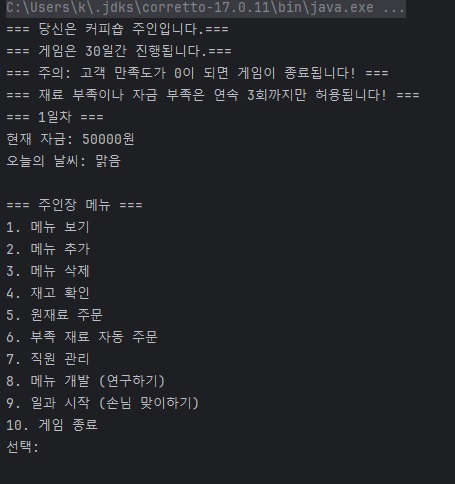 C:\Users\k\.jdks\corretto-17.0.11\bin\java.exe ...
=== 당신은 커피숍 주인입니다.===
=== 게임은 30일간 진행됩니다.===
=== 주의: 고객 만족도가 0이 되면 게임이 종료됩니다! ===
=== 재료 부족이나 자금 부족은 연속 3회까지만 허용됩니다! ===
=== 1일차 ===
현재 자금: 50000원
오늘의 날씨: 맑음
=== 주인장 메뉴 ===
1. 메뉴 보기
2. 메뉴 추가
3. 메뉴 삭제
4. 재고 확인
5. 원재료 주문
6. 부족 재료 자동 주문
7. 직원 관리
8. 메뉴 개발 (연구하기)
9. 일과 시작 (손님 맞이하기)
10. 게임 종료
선택: